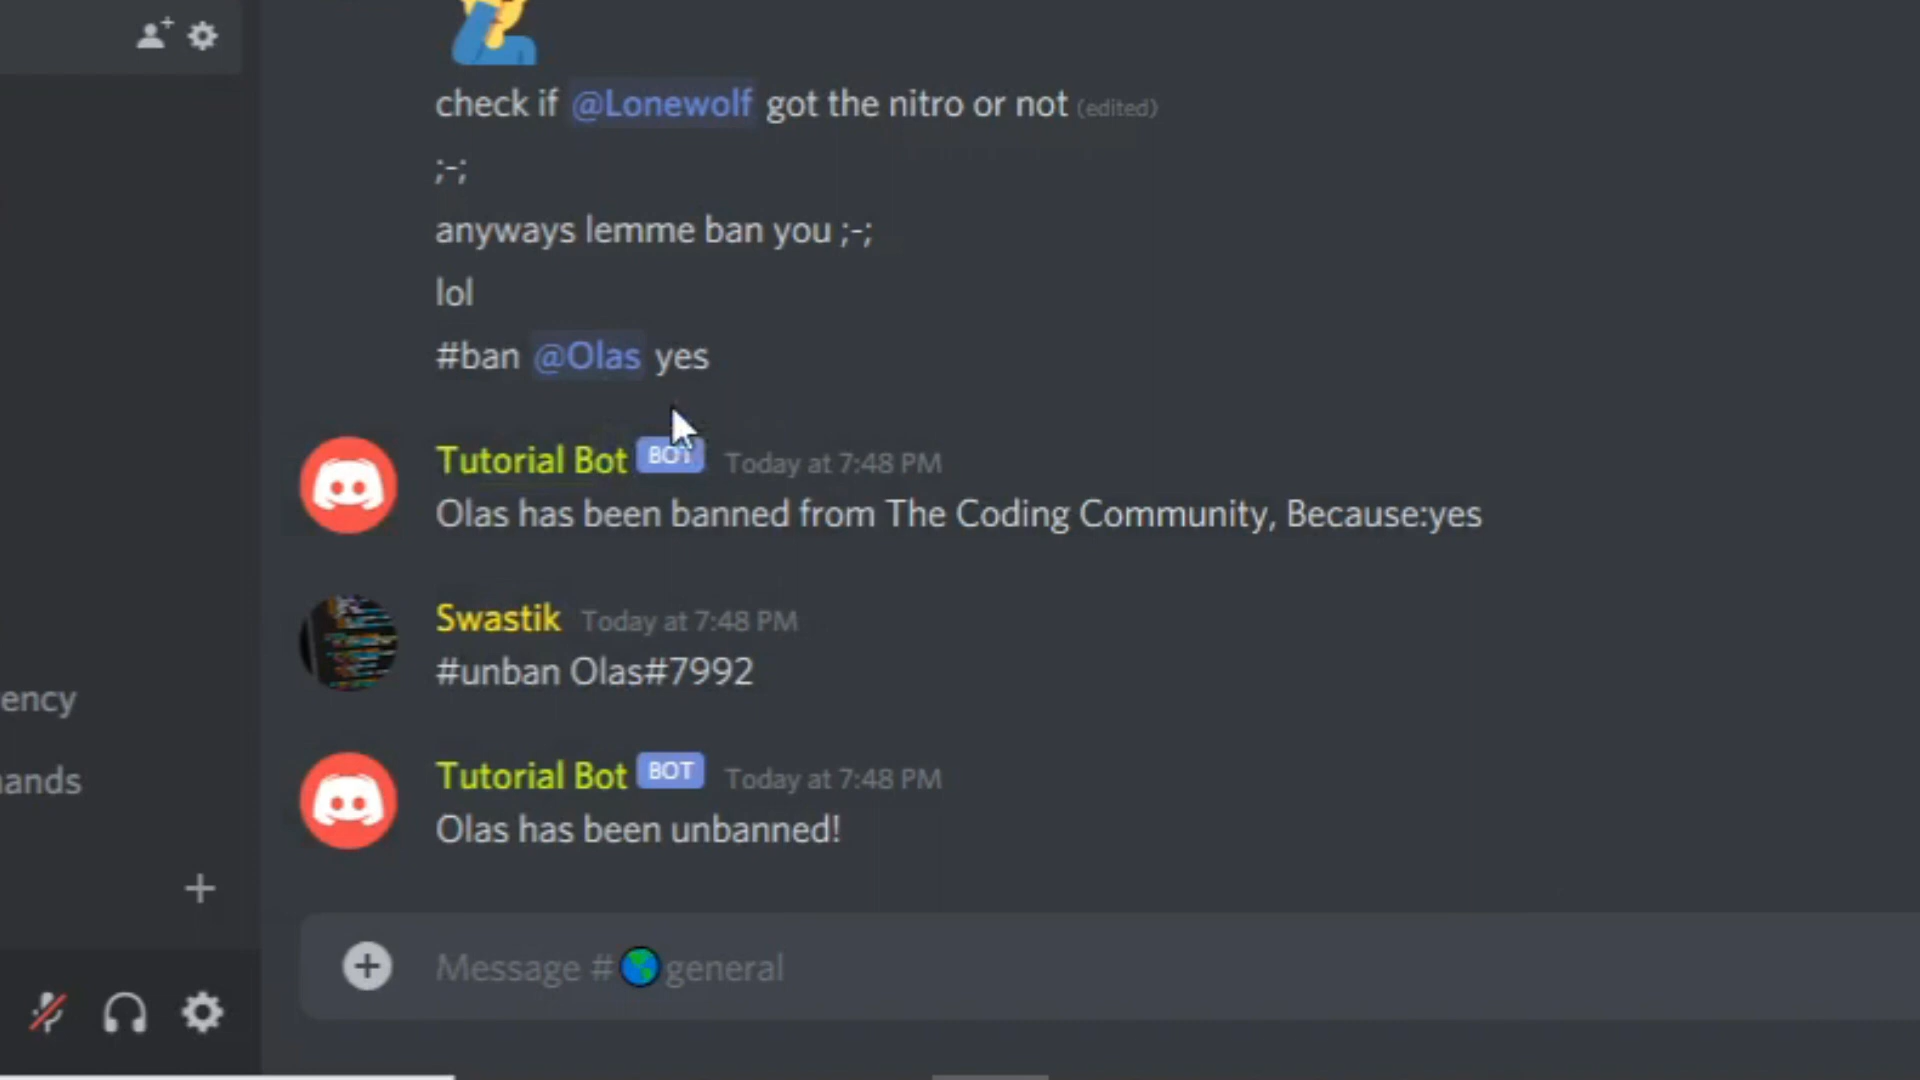 check if @Lonewolf got the nitro or not (edited)
;-;
anyways lemme ban you ;-;
lol
#ban @Olas yes
Tutorial Bot BOT Today at 7:48 PM
Olas has been banned from The Coding Community, Because:yes
Swastik Today at 7:48 PM
#unban Olas#7992
ency
Tutorial Bot BOT Today at 7:48 PM
ands
Olas has been unbanned!
Message #🌎general